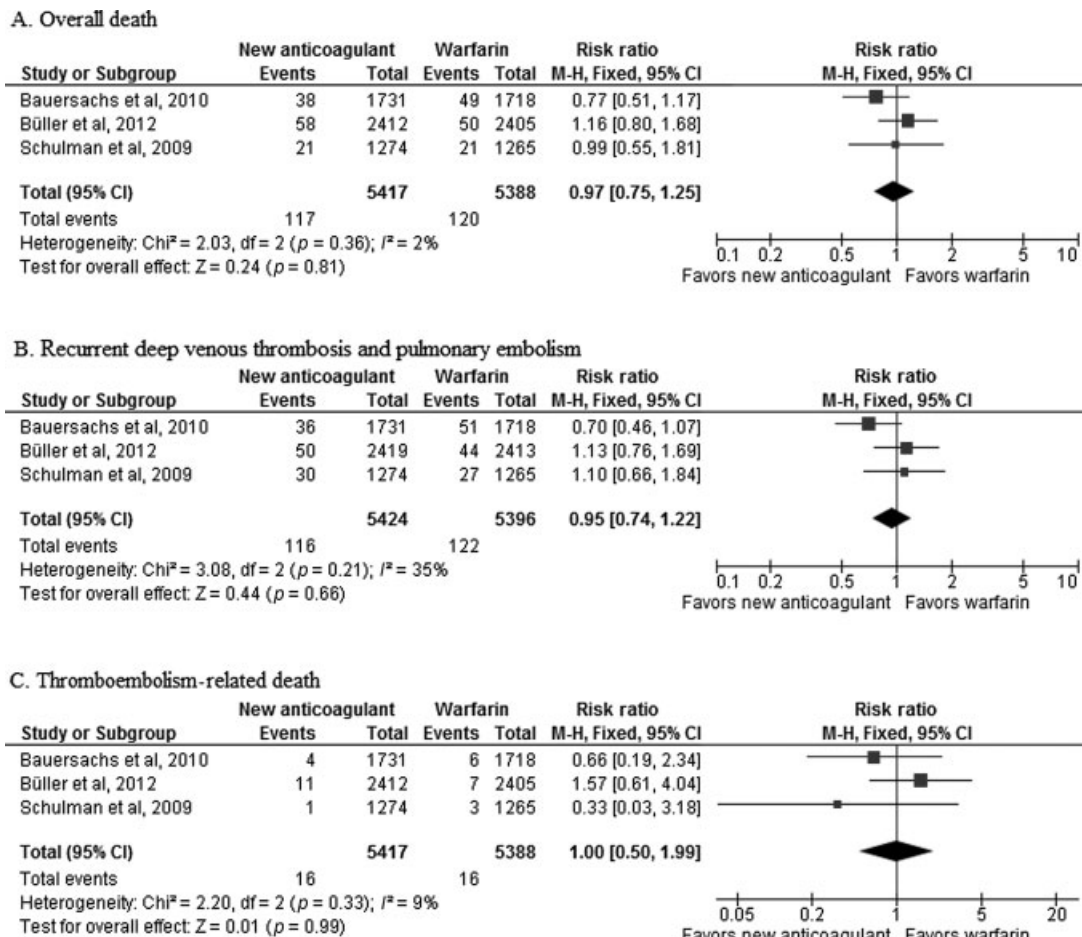 A. Overall death
New anticoagulant Warfarin Risk ratio Risk ratio
Study or Subgroup Events Total Events Total M-H, Fixed, 95% CI M-H, Fixed, 95% CI
Bauersachs et al, 2010 38 1731 49 1718 0.77 [0.51, 1.17]
Büller et al, 2012 58 2412 50 2405 1.16 [0.80, 1.68]
Schulman et al, 2009 21 1274 21 1265 0.99 [0.55, 1.81]
Total (95% CI) 5417 5388 0.97 [0.75, 1.25]
Total events 117 120
Heterogeneity: Chi² = 2.03, df = 2 (p = 0.36); I² = 2%
Test for overall effect: Z = 0.24 (p = 0.81)
0.1 0.2 0.5 1 2 5 10
Favors new anticoagulant Favors warfarin
B. Recurrent deep venous thrombosis and pulmonary embolism
New anticoagulant Warfarin Risk ratio Risk ratio
Study or Subgroup Events Total Events Total M-H, Fixed, 95% CI M-H, Fixed, 95% CI
Bauersachs et al, 2010 36 1731 51 1718 0.70 [0.46, 1.07]
Büller et al, 2012 50 2419 44 2413 1.13 [0.76, 1.69]
Schulman et al, 2009 30 1274 27 1265 1.10 [0.66, 1.84]
Total (95% CI) 5424 5396 0.95 [0.74, 1.22]
Total events 116 122
Heterogeneity: Chi² = 3.08, df = 2 (p = 0.21); I² = 35%
Test for overall effect: Z = 0.44 (p = 0.66)
0.1 0.2 0.5 1 2 5 10
Favors new anticoagulant Favors warfarin
C. Thromboembolism-related death
New anticoagulant Warfarin Risk ratio Risk ratio
Study or Subgroup Events Total Events Total M-H, Fixed, 95% CI M-H, Fixed, 95% CI
Bauersachs et al, 2010 4 1731 6 1718 0.66 [0.19, 2.34]
Büller et al, 2012 11 2412 7 2405 1.57 [0.61, 4.04]
Schulman et al, 2009 1 1274 3 1265 0.33 [0.03, 3.18]
Total (95% CI) 5417 5388 1.00 [0.50, 1.99]
Total events 16 16
Heterogeneity: Chi² = 2.20, df = 2 (p = 0.33); I² = 9%
Test for overall effect: Z = 0.01 (p = 0.99)
0.05 0.2 1 5 20
Favors new anticoagulant Favors warfarin